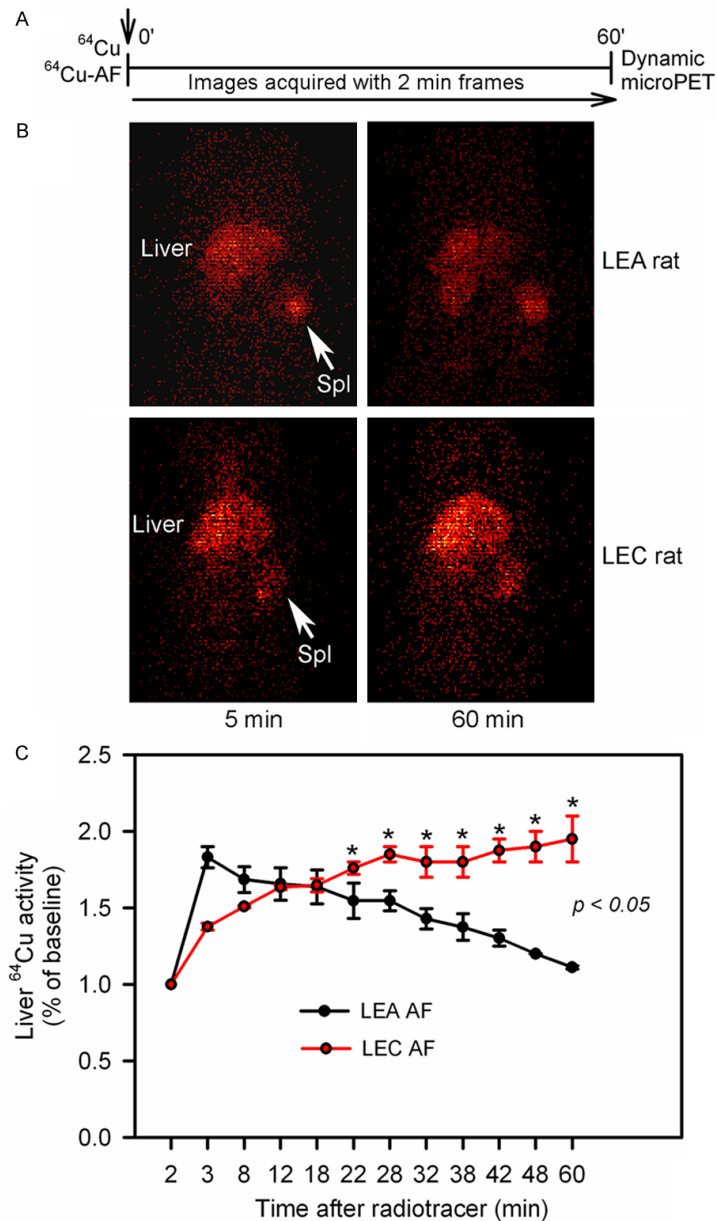 A
⁶⁴Cu
⁶⁴Cu-AF
0'
60'
Images acquired with 2 min frames
Dynamic
microPET
B
Liver
Spl
LEA rat
Liver
Spl
LEC rat
5 min
60 min
C
Liver ⁶⁴Cu activity
(% of baseline)
2.5
2.0
1.5
1.0
0.5
0.0
* * * * * * *
p < 0.05
LEA AF
LEC AF
2 3 8 12 18 22 28 32 38 42 48 60
Time after radiotracer (min)